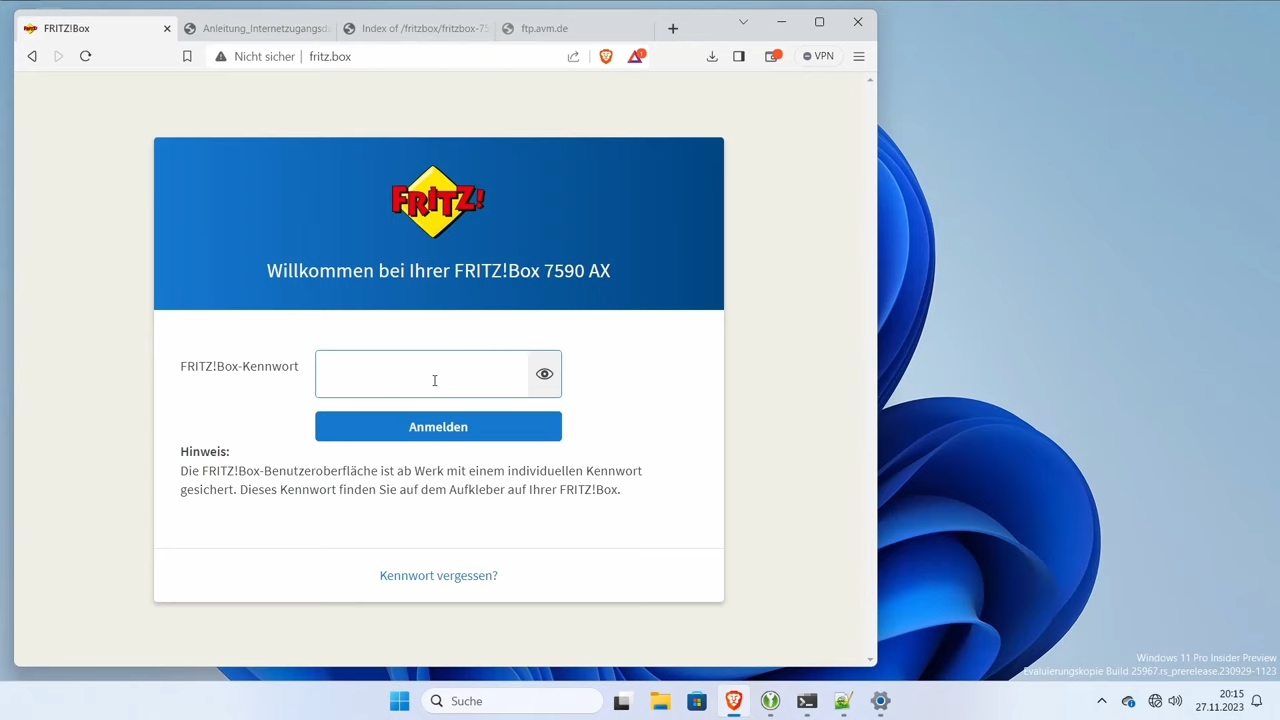 FRITZ!Box
Anleitung_Internetzugangsd
Index of /fritzbox/fritzbox-75
ftp.avm.de
Nicht sicher
fritz.box
1
VPN
FRITZ!
Willkommen bei Ihrer FRITZ!Box 7590 AX
FRITZ!Box-Kennwort
Anmelden
Hinweis:
Die FRITZ!Box-Benutzeroberfläche ist ab Werk mit einem individuellen Kennwort
gesichert. Dieses Kennwort finden Sie auf dem Aufkleber auf Ihrer FRITZ!Box.
Kennwort vergessen?
Windows 11 Pro Insider Preview
Evaluierungskopie Build 25967.rs_prerelease.230929-1123
Suche
20:15
27.11.2023